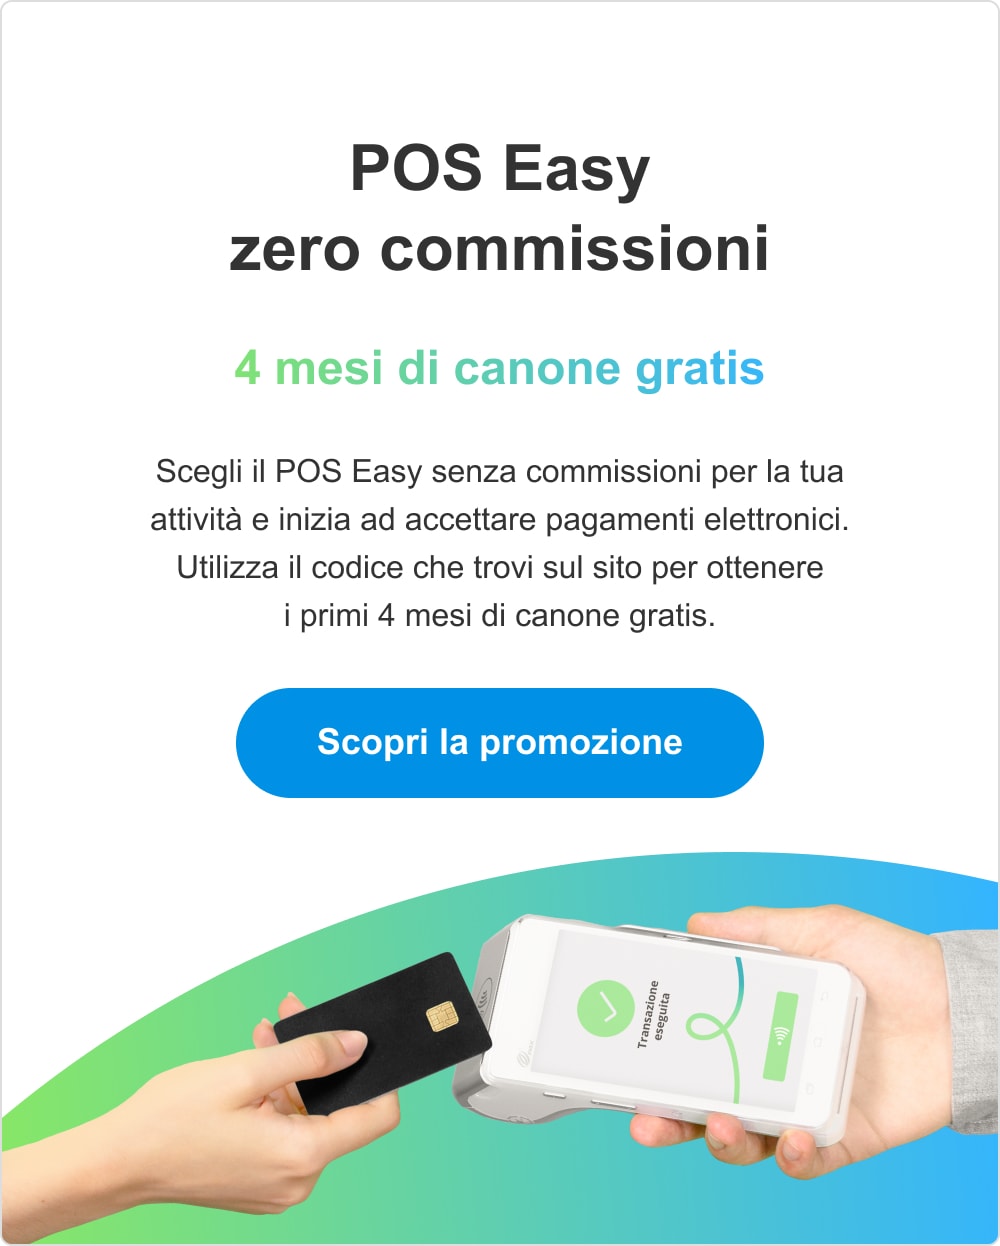 POS Easy
zero commissioni
4 mesi di canone gratis
Scegli il POS Easy senza commissioni per la tua
attività e inizia ad accettare pagamenti elettronici.
Utilizza il codice che trovi sul sito per ottenere
i primi 4 mesi di canone gratis.
Scopri la promozione
Transazione
eseguita